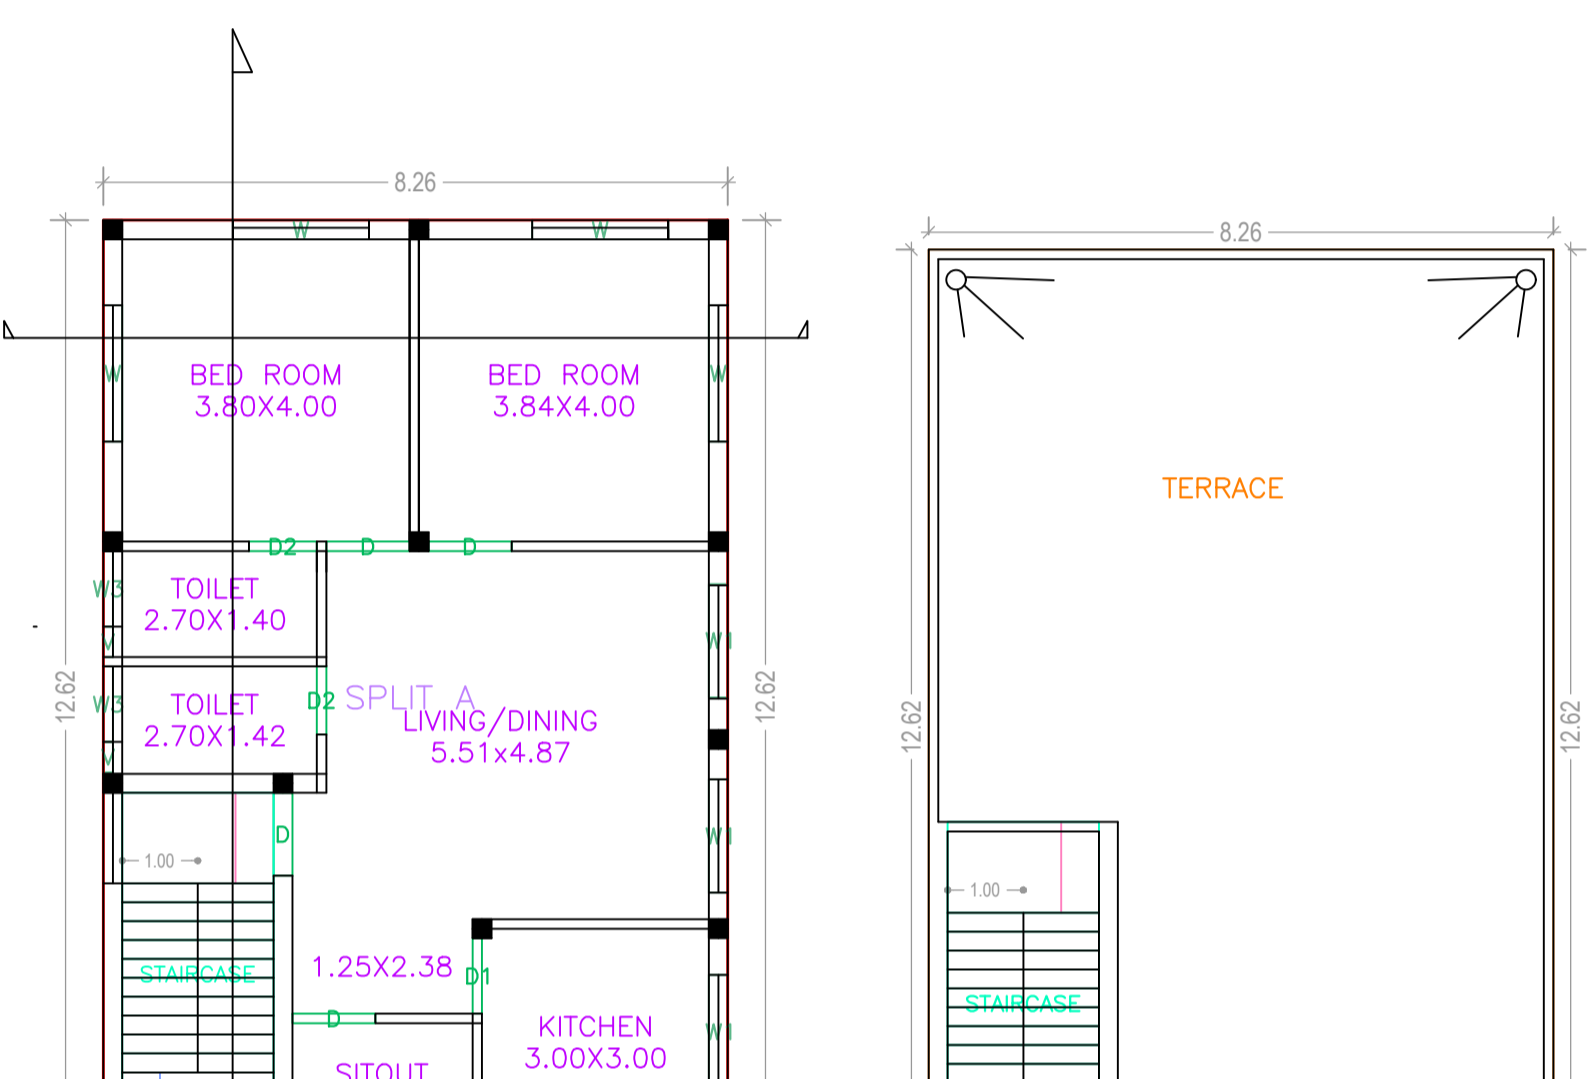 8.26
W
W
W
W
BED ROOM
3.80X4.00
BED ROOM
3.84X4.00
D2
D
D
W3
TOILET
2.70X1.40
V
W1
12.62
W3
TOILET
2.70X1.42
V
D2
SPLIT A
LIVING/DINING
5.51x4.87
12.62
D
W1
1.00
STAIRCASE
1.25X2.38
D1
D
KITCHEN
3.00X3.00
W1
SITOUT
8.26
TERRACE
12.62
12.62
1.00
STAIRCASE